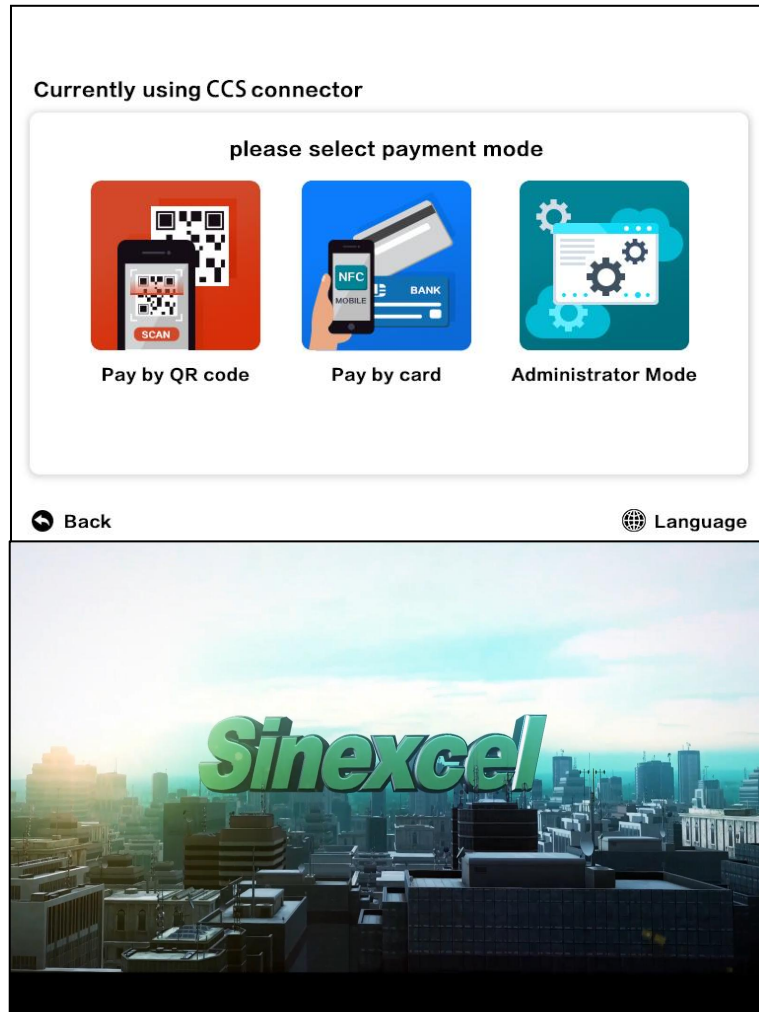 Currently using CCS connector
please select payment mode
SCAN
NFC
MOBILE
BANK
Pay by QR code
Pay by card
Administrator Mode
Back
Language
Sinexcel